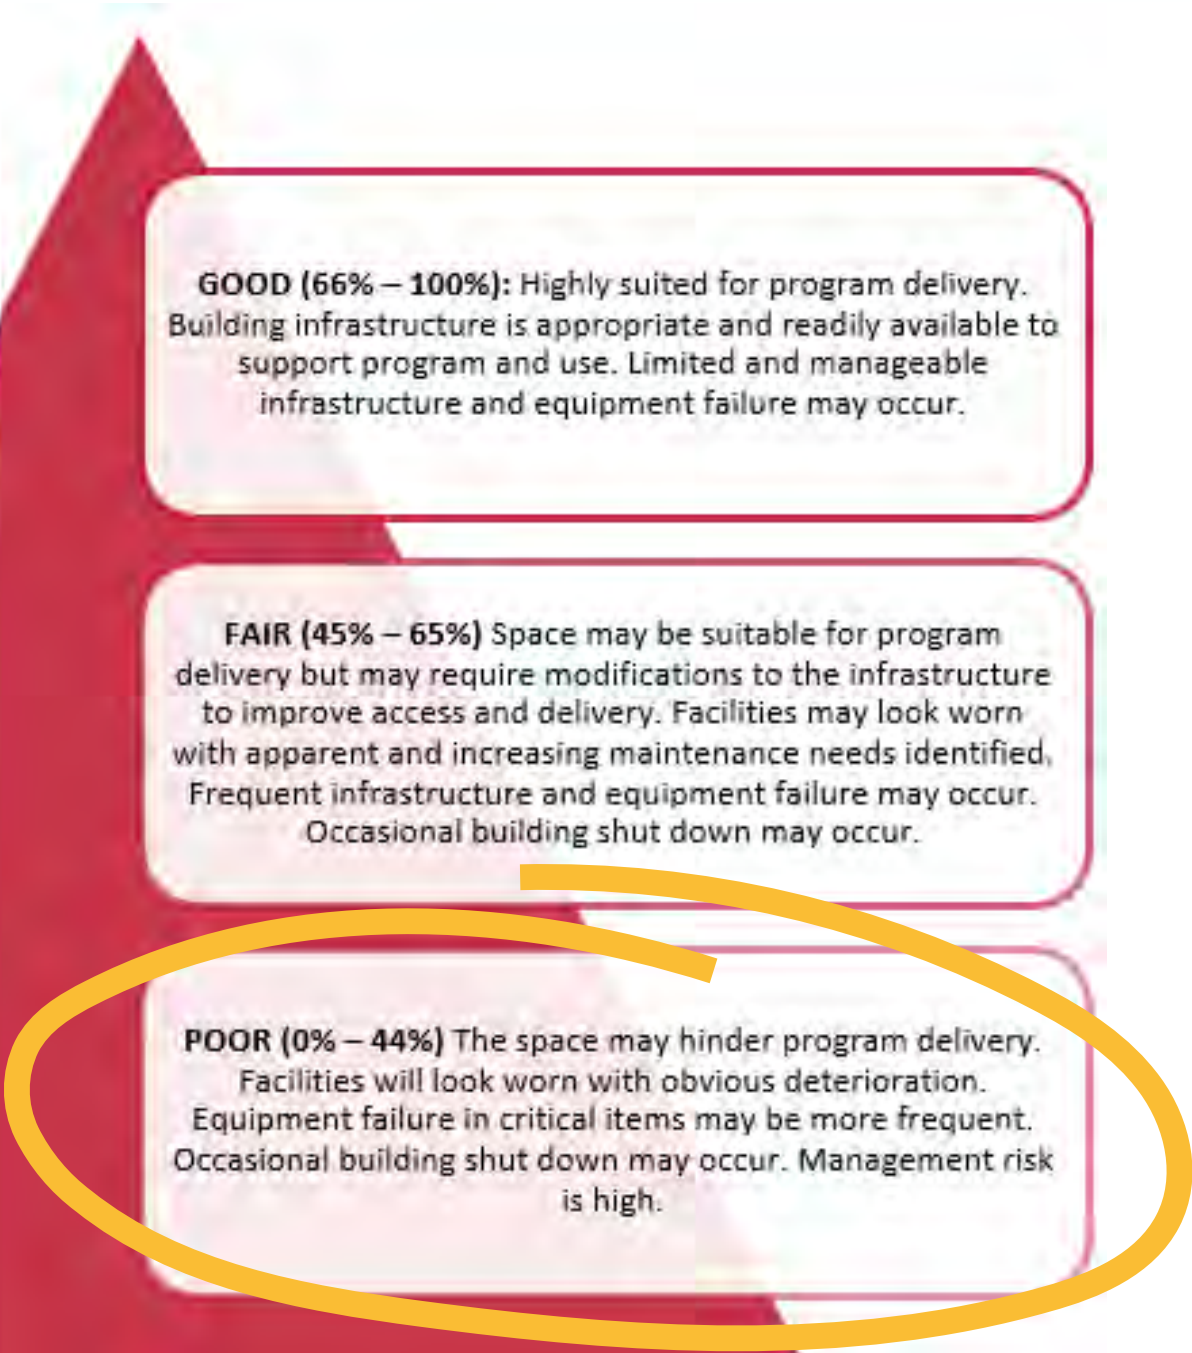 GOOD (66% – 100%): Highly suited for program delivery.
Building infrastructure is appropriate and readily available to
support program and use. Limited and manageable
infrastructure and equipment failure may occur.
FAIR (45% – 65%) Space may be suitable for program
delivery but may require modifications to the infrastructure
to improve access and delivery. Facilities may look worn
with apparent and increasing maintenance needs identified.
Frequent infrastructure and equipment failure may occur.
Occasional building shut down may occur.
POOR (0% – 44%) The space may hinder program delivery.
Facilities will look worn with obvious deterioration.
Equipment failure in critical items may be more frequent.
Occasional building shut down may occur. Management risk
is high.